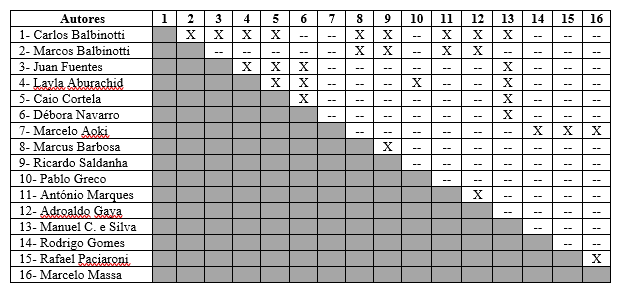 Autores 1 2 3 4 5 6 7 8 9 10 11 12 13 14 15 16
1- Carlos Balbinotti X X X X -- -- X X -- X X X -- -- --
2- Marcos Balbinotti -- -- -- -- -- X X -- X X -- -- -- --
3- Juan Fuentes X X X -- -- -- -- -- -- X -- -- --
4- Layla Aburachid X X -- -- -- X -- -- X -- -- --
5- Caio Cortela X -- -- -- -- -- -- X -- -- --
6- Débora Navarro -- -- -- -- -- -- X -- -- --
7- Marcelo Aoki -- -- -- -- -- -- X X X
8- Marcus Barbosa X -- -- -- -- -- -- --
9- Ricardo Saldanha -- -- -- -- -- -- --
10- Pablo Greco -- -- -- -- -- --
11- António Marques X -- -- -- --
12- Adroaldo Gaya -- -- -- --
13- Manuel C. e Silva -- -- --
14- Rodrigo Gomes -- --
15- Rafael Paciaroni X
16- Marcelo Massa